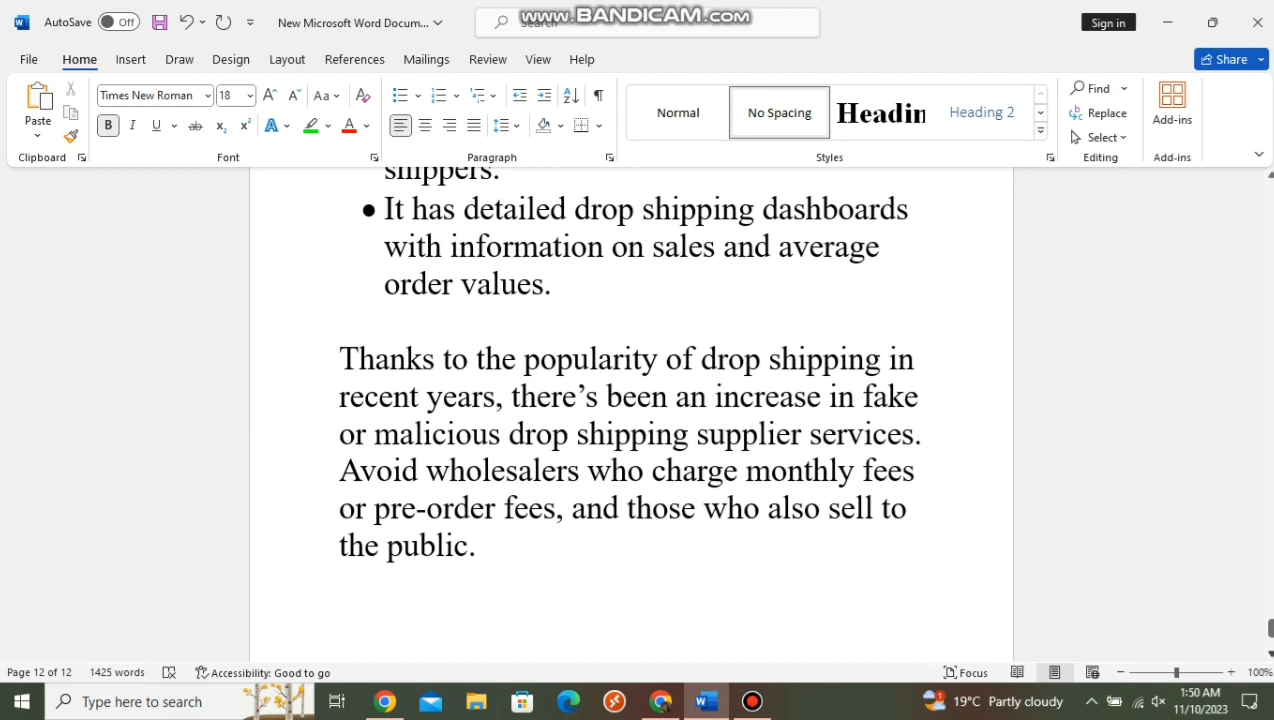 AutoSave Off New Microsoft Word Docum... Search Sign in
www.BANDICAM.com
File Home Insert Draw Design Layout References Mailings Review View Help Share
Paste Times New Roman 18 Aa Normal No Spacing Headin Heading 2 Find Replace Select Add-ins
Clipboard Font Paragraph Styles Editing Add-ins
shippers.
● It has detailed drop shipping dashboards
with information on sales and average
order values.
Thanks to the popularity of drop shipping in
recent years, there’s been an increase in fake
or malicious drop shipping supplier services.
Avoid wholesalers who charge monthly fees
or pre-order fees, and those who also sell to
the public.
Page 12 of 12 1425 words Accessibility: Good to go Focus 100%
Type here to search 19°C Partly cloudy 1:50 AM
11/10/2023